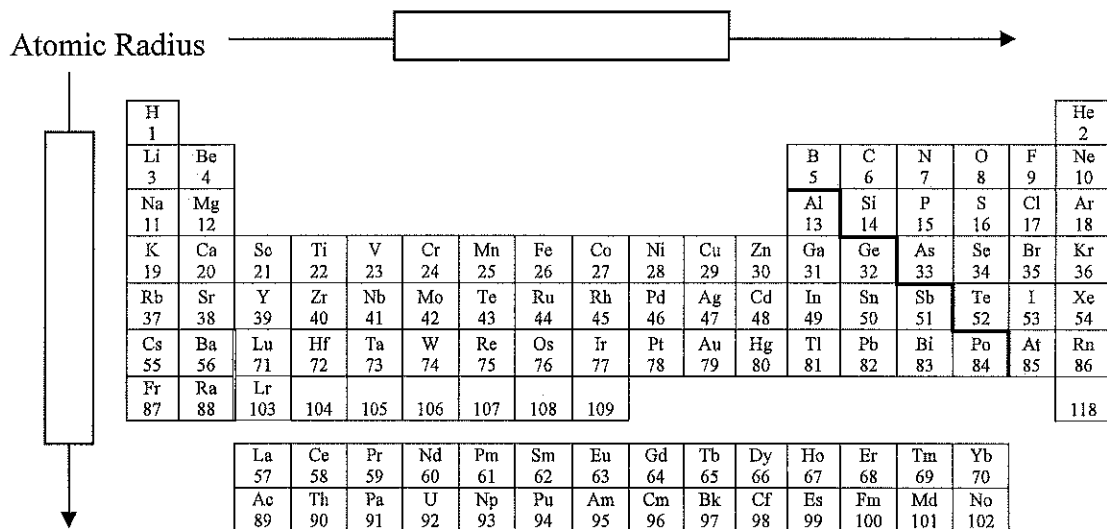 Atomic Radius
H He
1 2
Li Be B C N O F Ne
3 4 5 6 7 8 9 10
Na Mg Al Si P S Cl Ar
11 12 13 14 15 16 17 18
K Ca Sc Ti V Cr Mn Fe Co Ni Cu Zn Ga Ge As Se Br Kr
19 20 21 22 23 24 25 26 27 28 29 30 31 32 33 34 35 36
Rb Sr Y Zr Nb Mo Tc Ru Rh Pd Ag Cd In Sn Sb Te I Xe
37 38 39 40 41 42 43 44 45 46 47 48 49 50 51 52 53 54
Cs Ba Lu Hf Ta W Re Os Ir Pt Au Hg Tl Pb Bi Po At Rn
55 56 71 72 73 74 75 76 77 78 79 80 81 82 83 84 85 86
Fr Ra Lr
87 88 103 104 105 106 107 108 109 118
La Ce Pr Nd Pm Sm Eu Gd Tb Dy Ho Er Tm Yb
57 58 59 60 61 62 63 64 65 66 67 68 69 70
Ac Th Pa U Np Pu Am Cm Bk Cf Es Fm Md No
89 90 91 92 93 94 95 96 97 98 99 100 101 102